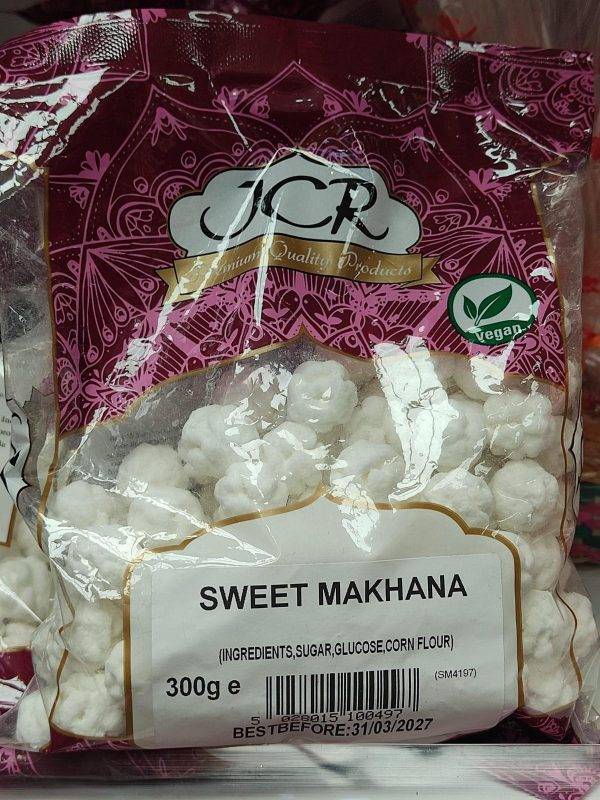 JCR
Premium Quality Products
vegan
SWEET MAKHANA
(INGREDIENTS,SUGAR,GLUCOSE,CORN FLOUR)
300g e
(SM4197)
5 028015 100497
BESTBEFORE:31/03/2027